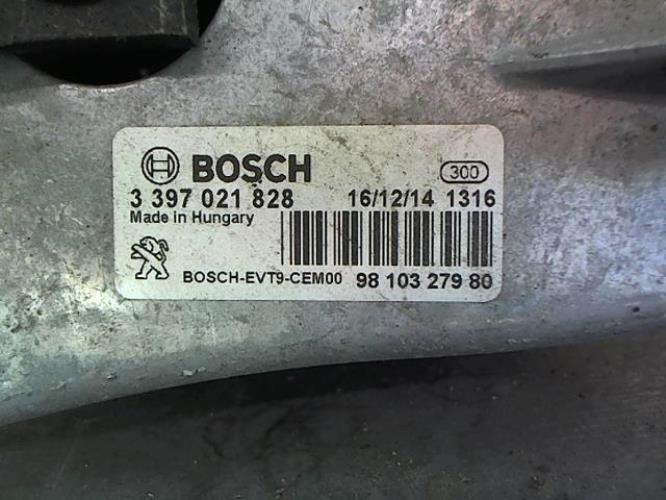 BOSCH 300
3 397 021 828 16/12/14 1316
Made in Hungary
BOSCH-EVT9-CEM00 98 103 279 80